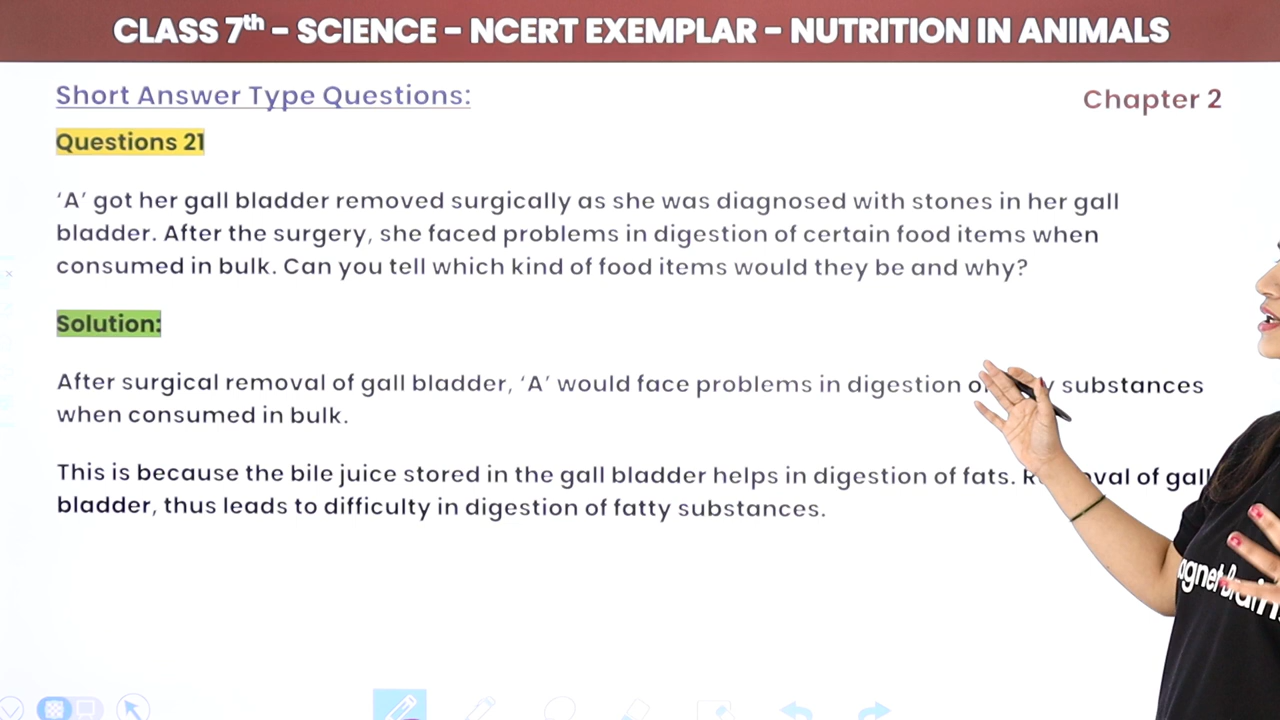 CLASS 7th – SCIENCE – NCERT EXEMPLAR – NUTRITION IN ANIMALS
Short Answer Type Questions:
Chapter 2
Questions 21
‘A’ got her gall bladder removed surgically as she was diagnosed with stones in her gall
bladder. After the surgery, she faced problems in digestion of certain food items when
consumed in bulk. Can you tell which kind of food items would they be and why?
Solution:
After surgical removal of gall bladder, ‘A’ would face problems in digestion substances
when consumed in bulk.
This is because the bile juice stored in the gall bladder helps in digestion of fats. of gall
bladder, thus leads to difficulty in digestion of fatty substances.